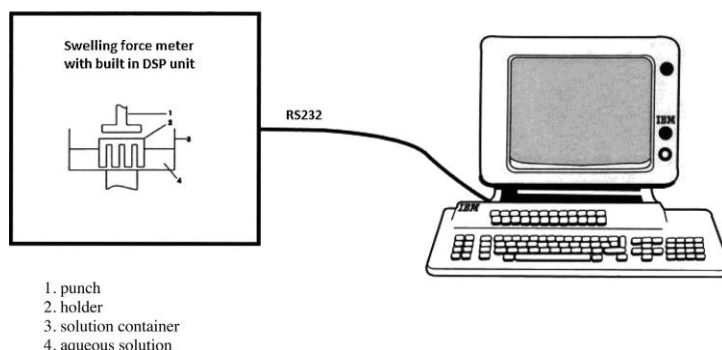 Swelling force meter
with built in DSP unit
1
2
3
4
RS232
IBM
IBM
1. punch
2. holder
3. solution container
4. aqueous solution